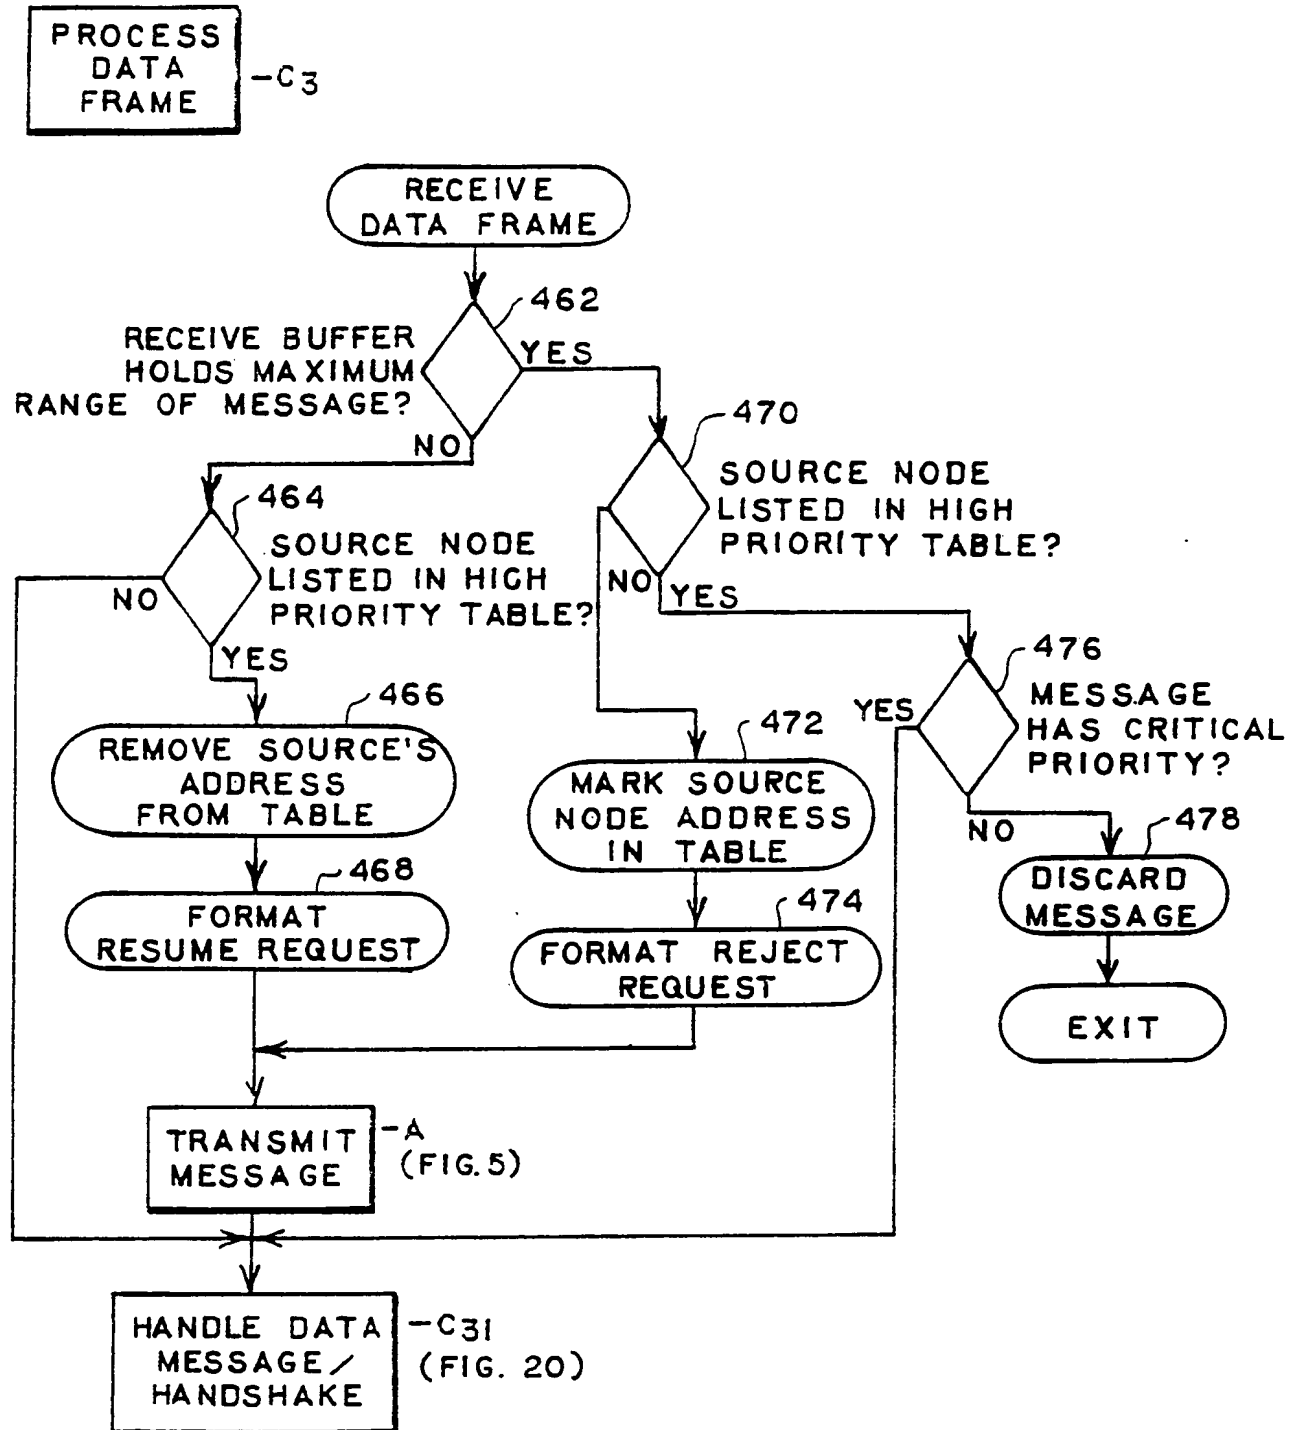 PROCESS
DATA
FRAME
-C3
RECEIVE
DATA FRAME
462
RECEIVE BUFFER
HOLDS MAXIMUM
RANGE OF MESSAGE?
YES
NO
470
SOURCE NODE
LISTED IN HIGH
PRIORITY TABLE?
NO
YES
464
SOURCE NODE
LISTED IN HIGH
PRIORITY TABLE?
NO
YES
476
MESSAGE
HAS CRITICAL
PRIORITY?
YES
NO
466
REMOVE SOURCE'S
ADDRESS
FROM TABLE
472
MARK SOURCE
NODE ADDRESS
IN TABLE
478
DISCARD
MESSAGE
468
FORMAT
RESUME REQUEST
474
FORMAT REJECT
REQUEST
EXIT
TRANSMIT
MESSAGE
-A
(FIG.5)
HANDLE DATA
MESSAGE/
HANDSHAKE
-C31
(FIG. 20)